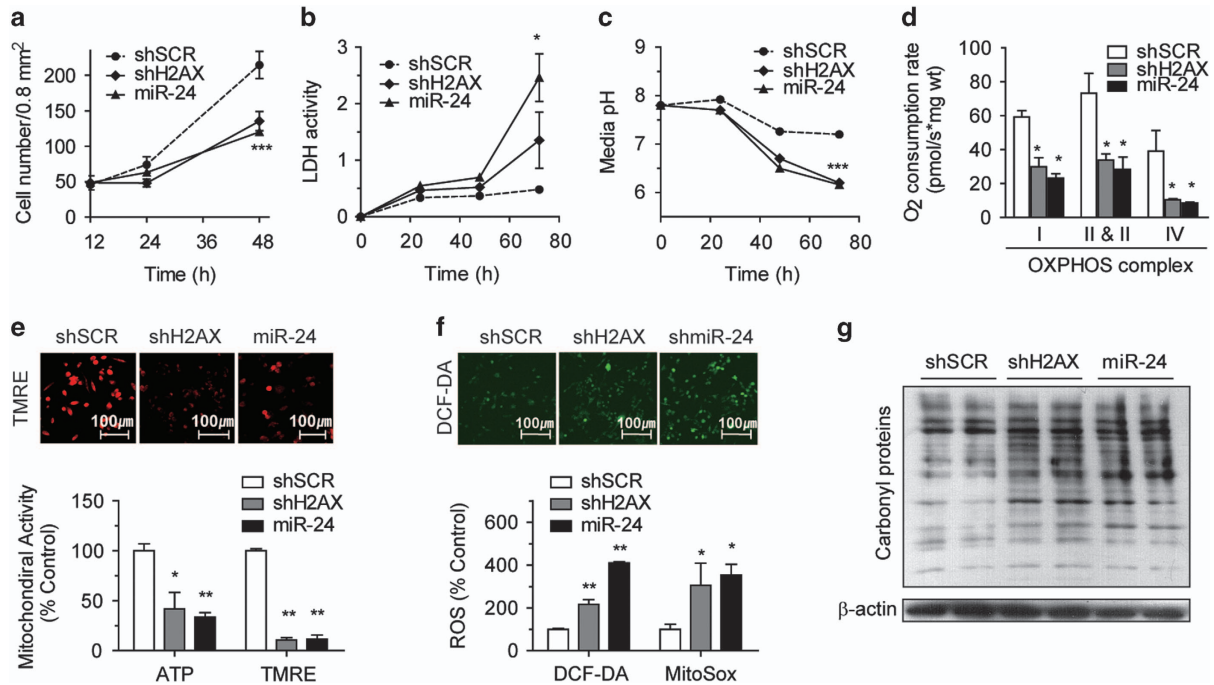 a
Cell number/0.8 mm²
200
150
100
50
0
12 24 36 48
Time (h)
shSCR
shH2AX
miR-24
***
b
LDH activity
3
2
1
0
0 20 40 60 80
Time (h)
shSCR
shH2AX
miR-24
*
c
Media pH
9
8
7
6
0 20 40 60 80
Time (h)
shSCR
shH2AX
miR-24
***
d
O2 consumption rate
(pmol/s*mg wt)
100
80
60
40
20
0
shSCR
shH2AX
miR-24
* * * * * *
I II & II IV
OXPHOS complex
e
shSCR shH2AX miR-24
TMRE
100μm 100μm 100μm
shSCR
shH2AX
miR-24
Mitochondiral Activity
(% Control)
150
100
50
0
* ** ** **
ATP TMRE
f
shSCR shH2AX shmiR-24
DCF-DA
100μm 100μm 100μm
shSCR
shH2AX
miR-24
ROS (% Control)
800
600
400
200
0
** ** * *
DCF-DA MitoSox
g
shSCR shH2AX miR-24
Carbonyl proteins
β-actin